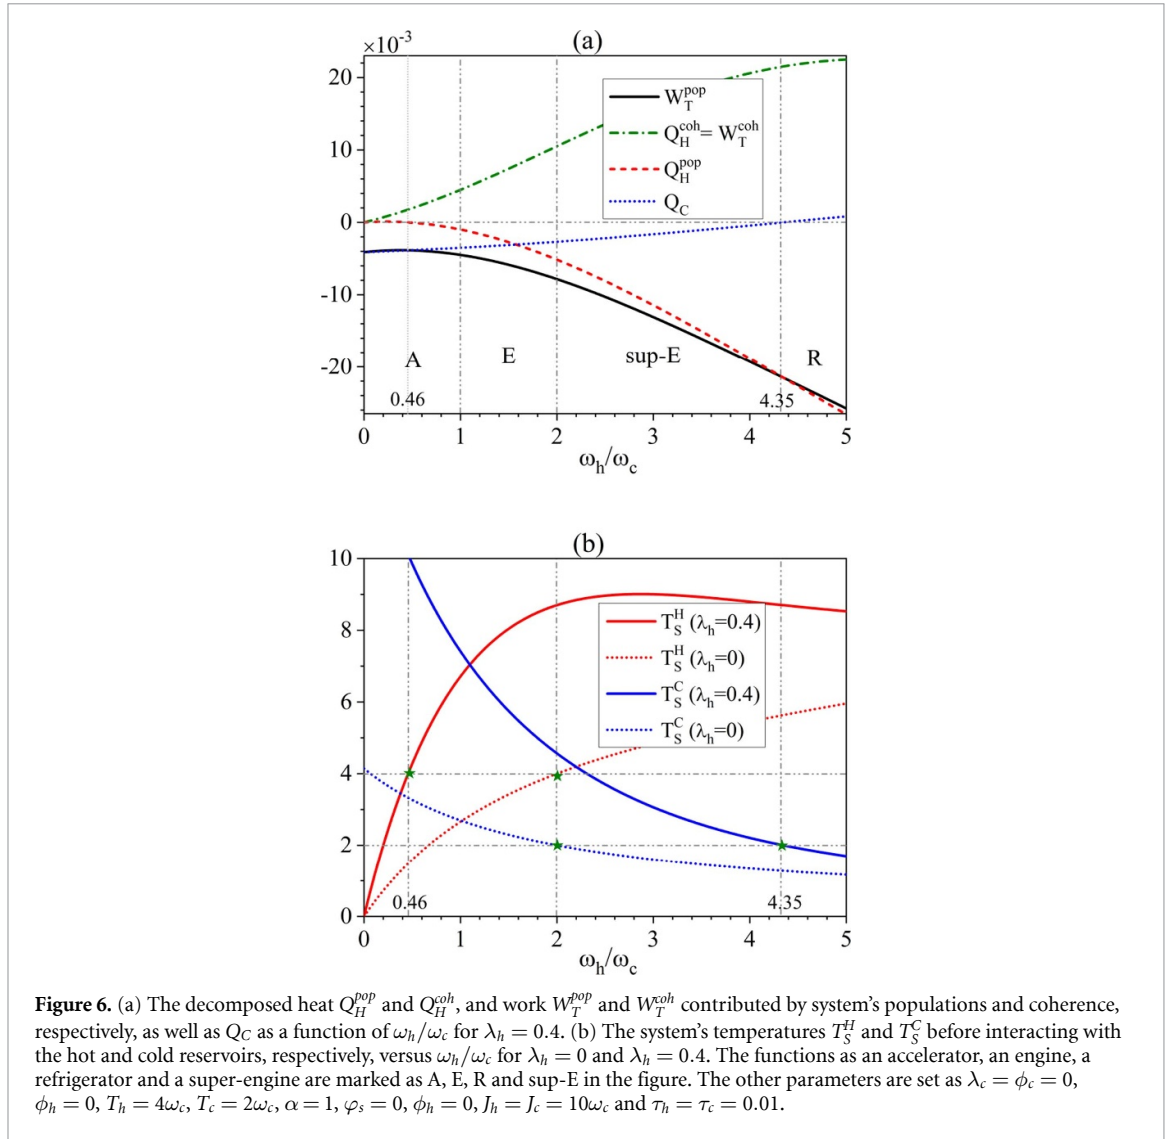 (a)
×10⁻³
20
10
0
-10
-20
W_T^pop
Q_H^coh = W_T^coh
Q_H^pop
Q_C
A
E
sup-E
R
0.46
4.35
0 1 2 3 4 5
ω_h/ω_c
(b)
10
8
6
4
2
0
T_S^H (λ_h=0.4)
T_S^H (λ_h=0)
T_S^C (λ_h=0.4)
T_S^C (λ_h=0)
0.46
4.35
0 1 2 3 4 5
ω_h/ω_c
Figure 6. (a) The decomposed heat Q_H^pop and Q_H^coh, and work W_T^pop and W_T^coh contributed by system's populations and coherence,
respectively, as well as Q_C as a function of ω_h/ω_c for λ_h = 0.4. (b) The system's temperatures T_S^H and T_S^C before interacting with
the hot and cold reservoirs, respectively, versus ω_h/ω_c for λ_h = 0 and λ_h = 0.4. The functions as an accelerator, an engine, a
refrigerator and a super-engine are marked as A, E, R and sup-E in the figure. The other parameters are set as λ_c = ϕ_c = 0,
ϕ_h = 0, T_h = 4ω_c, T_c = 2ω_c, α = 1, φ_s = 0, ϕ_h = 0, J_h = J_c = 10ω_c and τ_h = τ_c = 0.01.